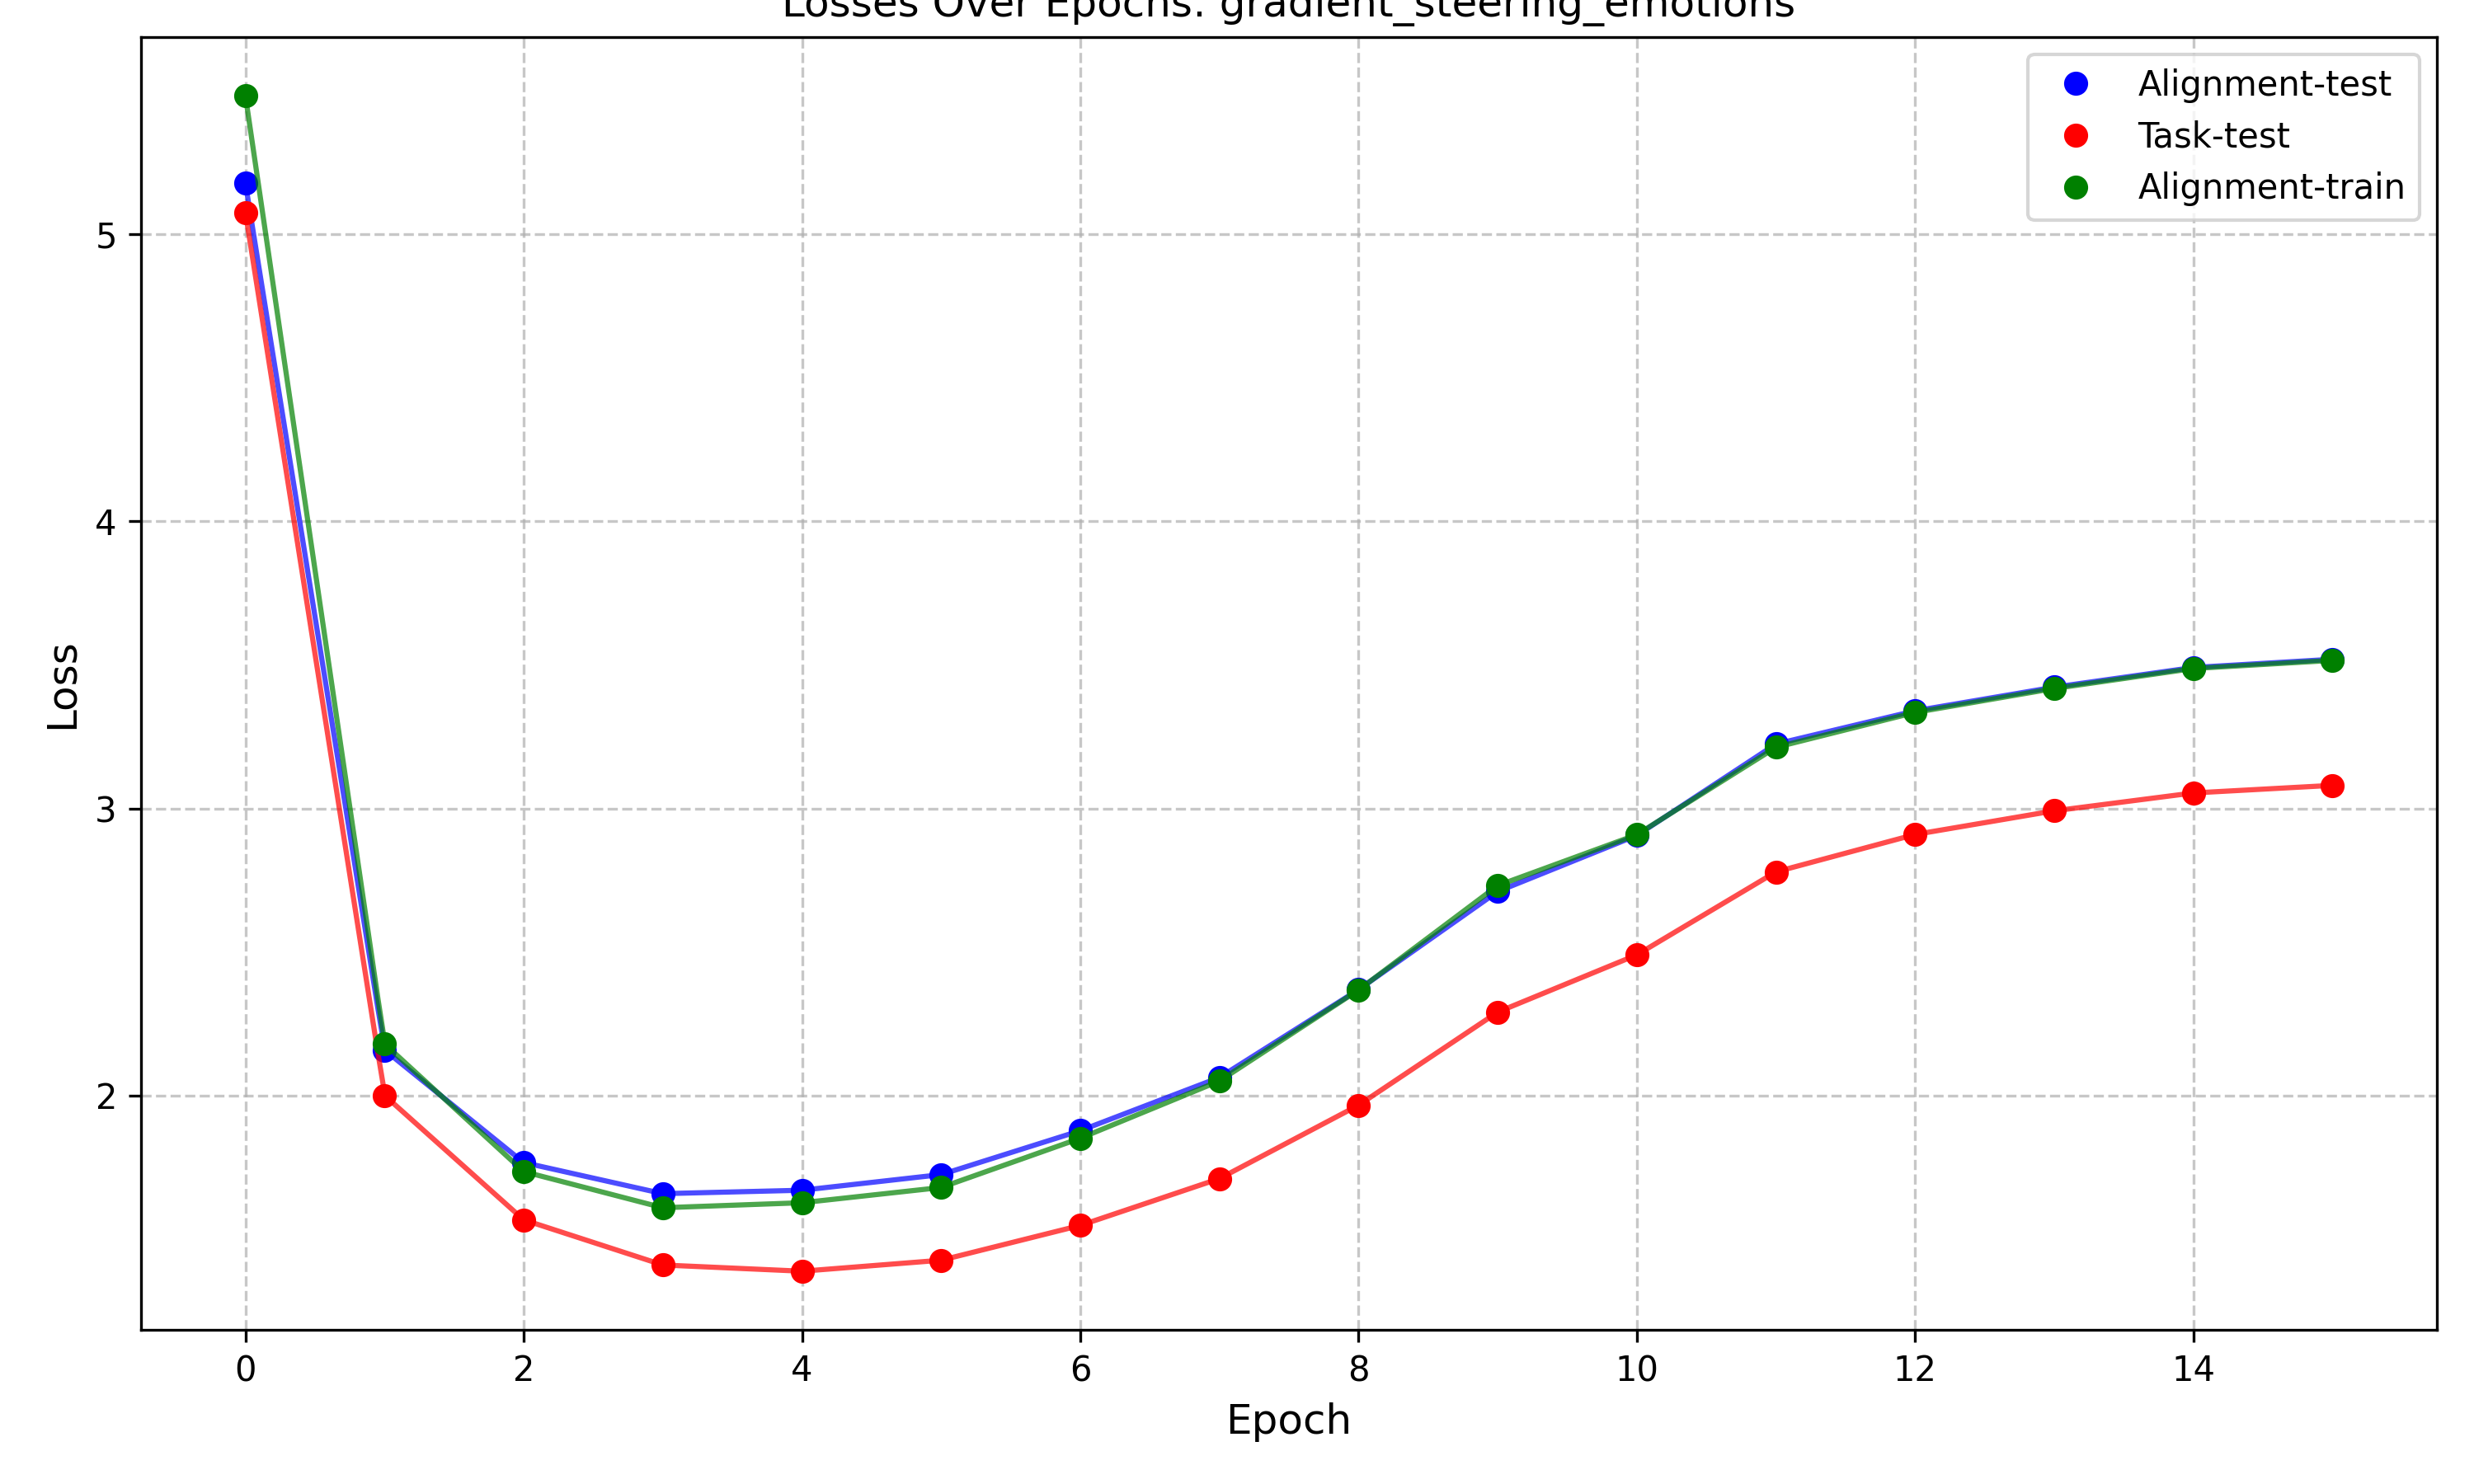 Losses Over Epochs: gradient_steering_emotions
Alignment-test
Task-test
Alignment-train
5
4
3
2
Loss
0 2 4 6 8 10 12 14
Epoch